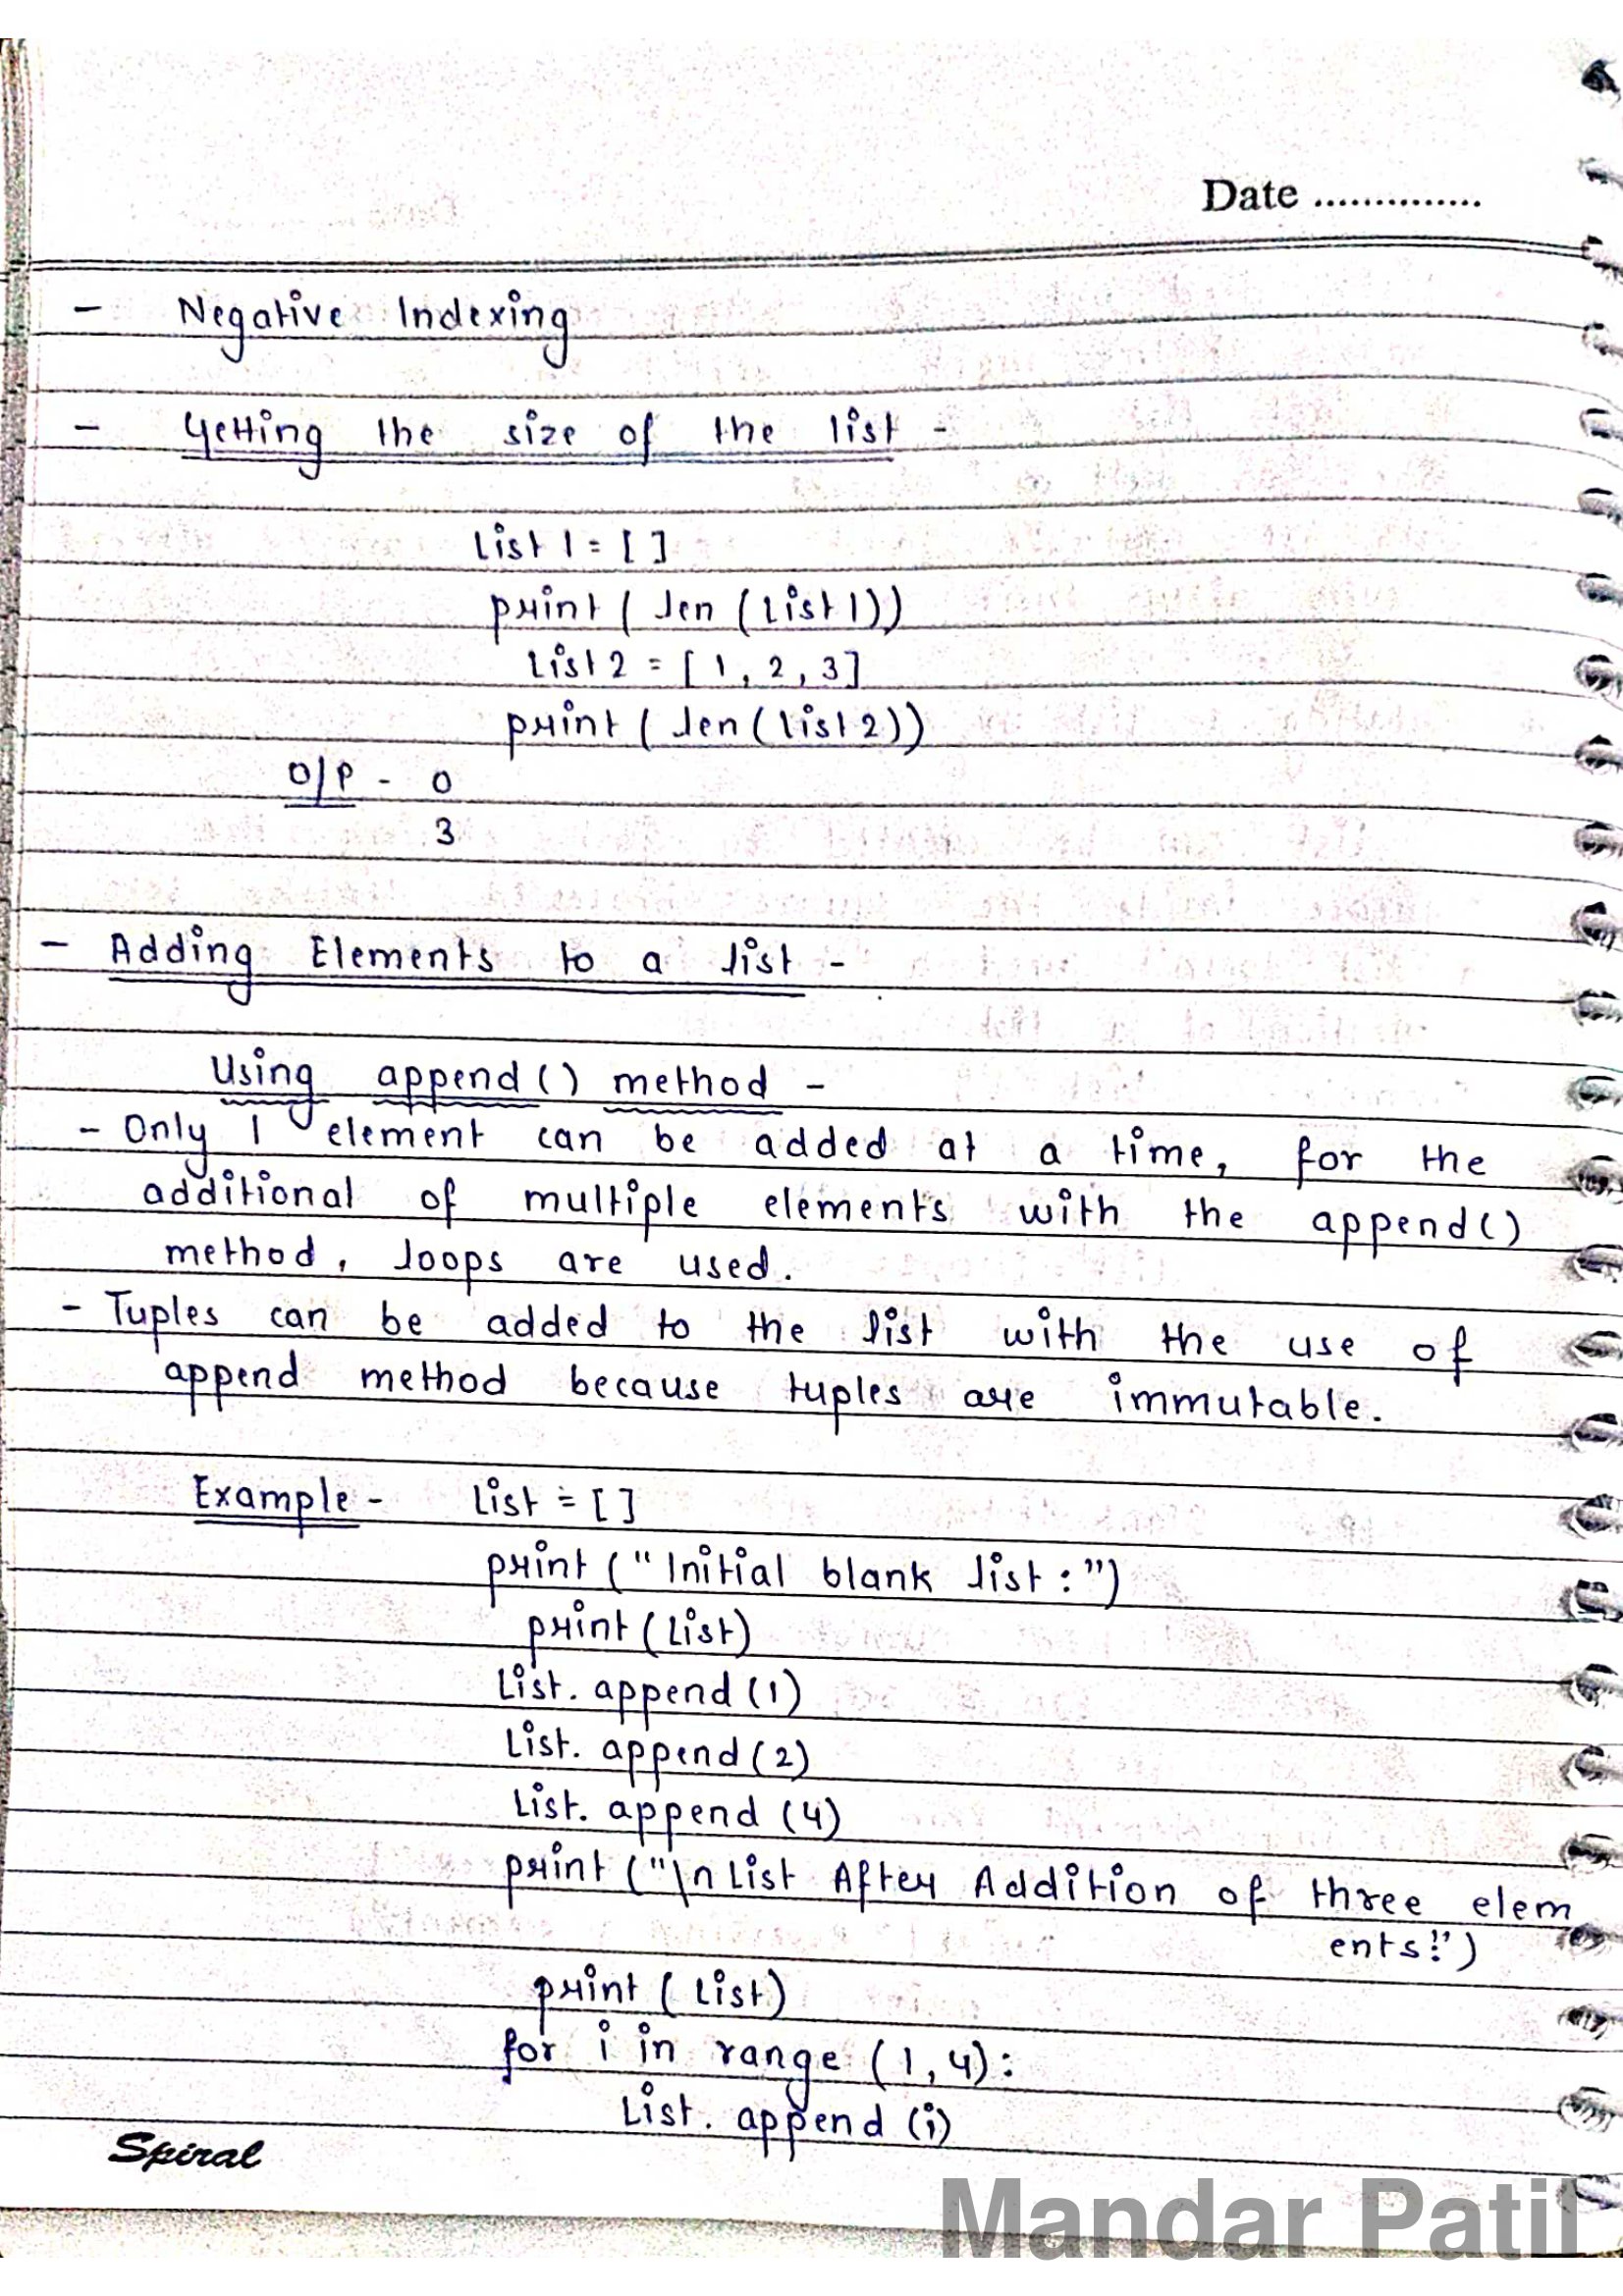 Date ..............
- Negative Indexing
- Getting the size of the list -
List 1 = [ ]
print ( len (List 1))
List 2 = [ 1, 2, 3]
print ( len ( list 2))
O/P - 0
3
- Adding Elements to a list -
Using append () method -
- Only 1 element can be added at a time, for the
additional of multiple elements with the append()
method, loops are used.
- Tuples can be added to the list with the use of
append method because tuples are immutable.
Example - List = [ ]
print (" Initial blank list : ")
print ( List)
List. append (1)
List. append (2)
List. append (4)
print ("\n List After Addition of three elem
ents:")
print ( List)
for i in range (1, 4):
List. append (i)
Spiral
Mandar Patil